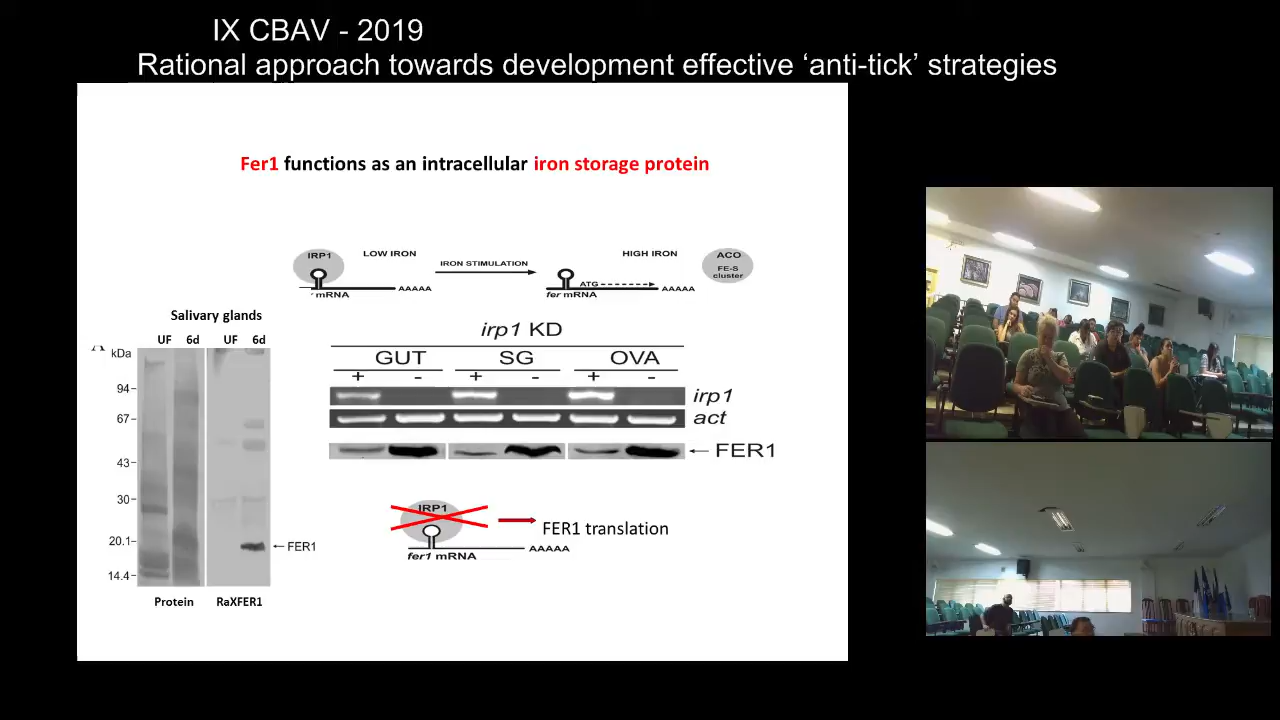 IX CBAV - 2019
Rational approach towards development effective ‘anti-tick’ strategies
Fer1 functions as an intracellular iron storage protein
IRP1
LOW IRON
IRON STIMULATION
HIGH IRON
ACO
FE-S
cluster
mRNA
AAAAA
ATG
fer mRNA
AAAAA
Salivary glands
UF 6d UF 6d
kDa
94
67
43
30
20.1
14.4
FER1
Protein RaXFER1
irp1 KD
GUT SG OVA
+ - + - + -
irp1
act
FER1
IRP1
FER1 translation
fer1 mRNA
AAAAA